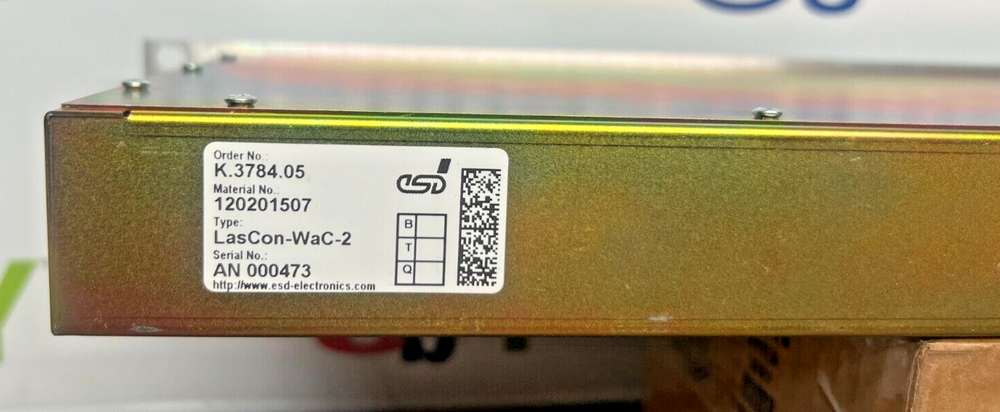 Order No.:
K.3784.05
Material No..
120201507
Type:
LasCon-WaC-2
Serial No.:
AN 000473
http://www.esd-electronics.com
esd
B
T
Q